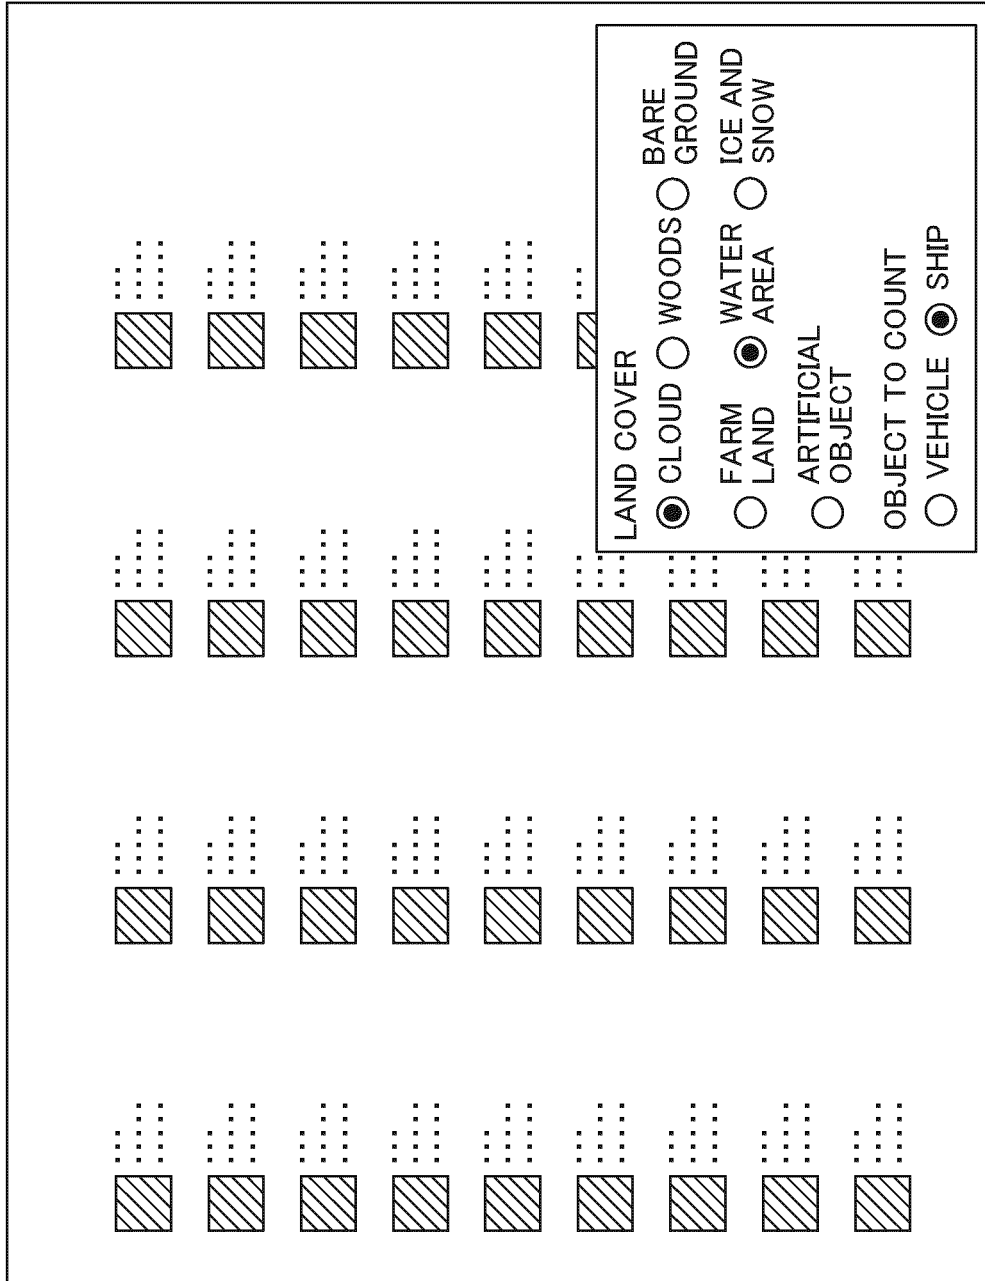 LAND COVER
CLOUD WOODS BARE GROUND
FARM LAND WATER AREA ICE AND SNOW
ARTIFICIAL OBJECT
OBJECT TO COUNT
VEHICLE SHIP